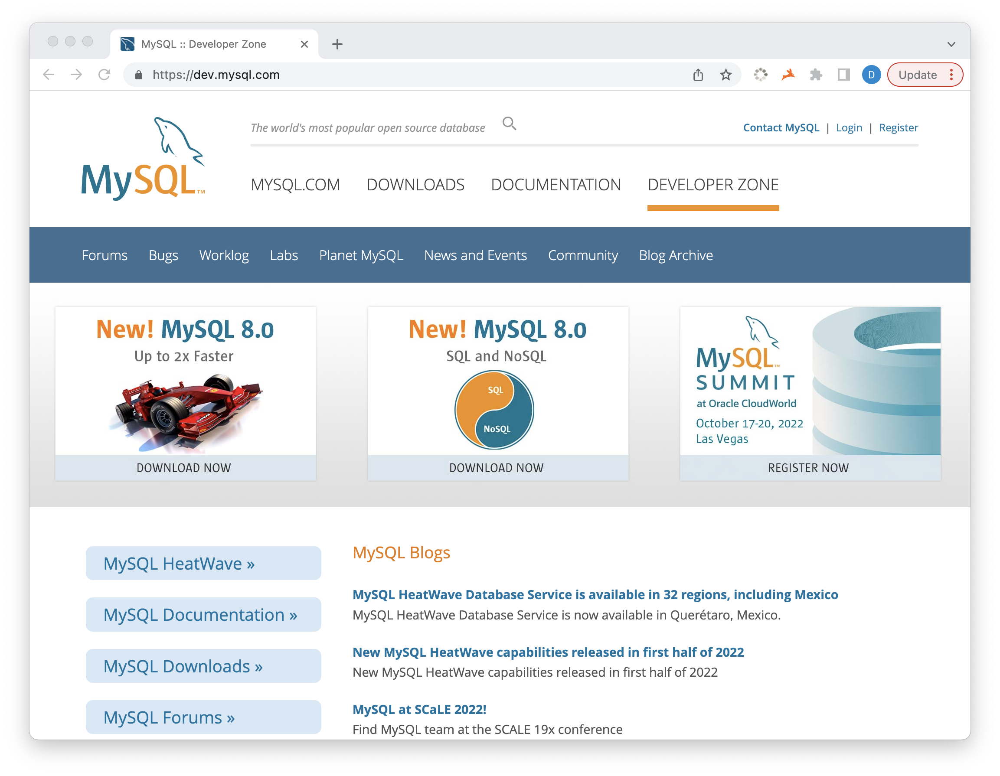 MySQL :: Developer Zone
https://dev.mysql.com
D
Update
MySQL™
The world's most popular open source database
Contact MySQL | Login | Register
MYSQL.COM DOWNLOADS DOCUMENTATION DEVELOPER ZONE
Forums Bugs Worklog Labs Planet MySQL News and Events Community Blog Archive
New! MySQL 8.0
Up to 2x Faster
DOWNLOAD NOW
New! MySQL 8.0
SQL and NoSQL
SQL
NoSQL
DOWNLOAD NOW
MySQL™
SUMMIT
at Oracle CloudWorld
October 17-20, 2022
Las Vegas
REGISTER NOW
MySQL HeatWave »
MySQL Documentation »
MySQL Downloads »
MySQL Forums »
MySQL Blogs
MySQL HeatWave Database Service is available in 32 regions, including Mexico
MySQL HeatWave Database Service is now available in Querétaro, Mexico.
New MySQL HeatWave capabilities released in first half of 2022
New MySQL HeatWave capabilities released in first half of 2022
MySQL at SCaLE 2022!
Find MySQL team at the SCALE 19x conference